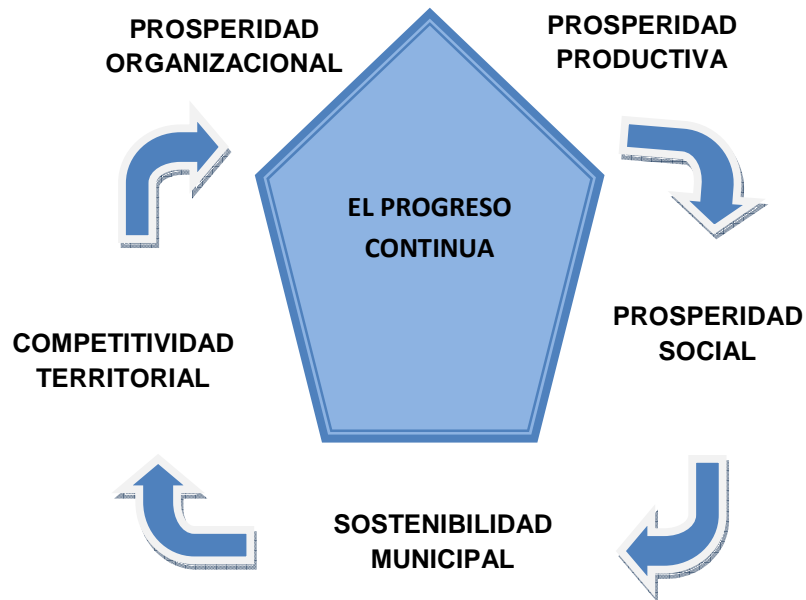 PROSPERIDAD
ORGANIZACIONAL
PROSPERIDAD
PRODUCTIVA
EL PROGRESO
CONTINUA
PROSPERIDAD
SOCIAL
COMPETITIVIDAD
TERRITORIAL
SOSTENIBILIDAD
MUNICIPAL